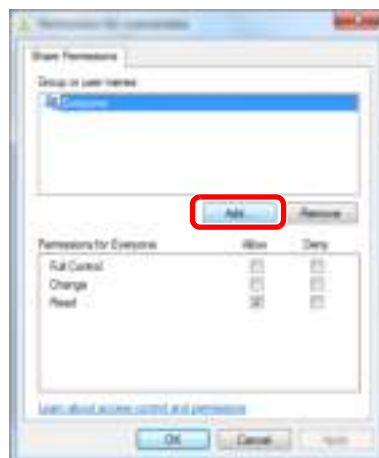 Share Permissions
Group or user names:
Everyone
Add... Remove
Permissions for Everyone Allow Deny
Full Control
Change
Read
Learn about access control and permissions
OK Cancel Apply